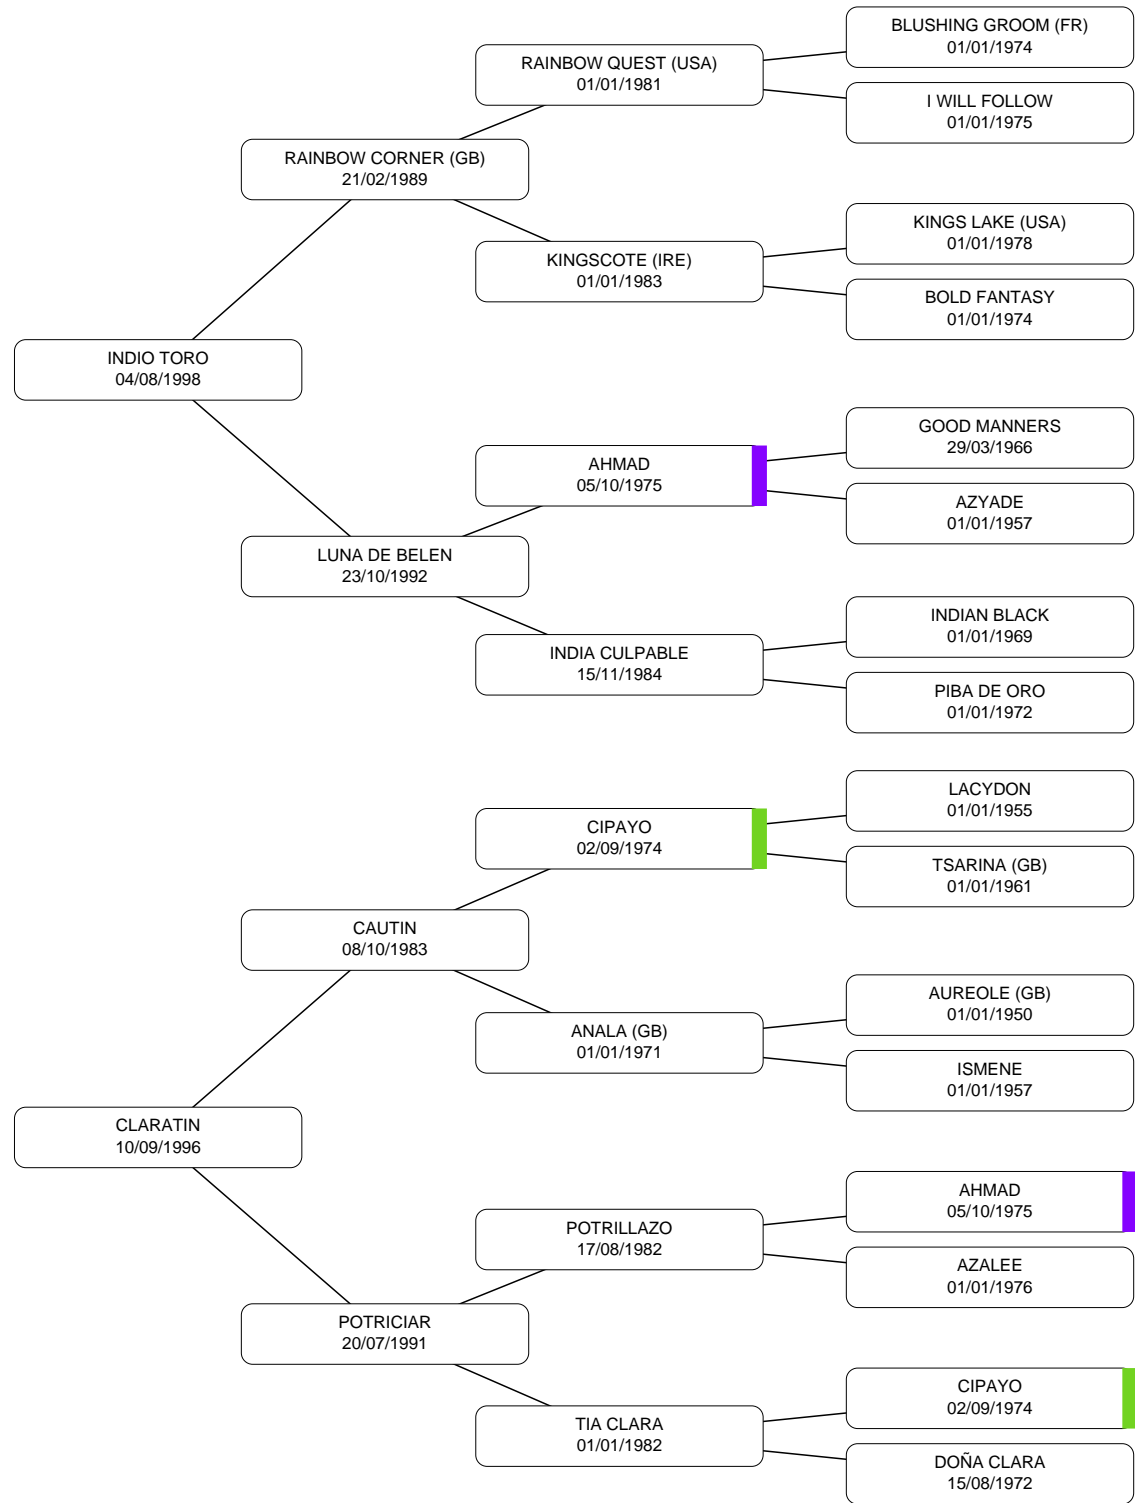 BLUSHING GROOM (FR)
01/01/1974
RAINBOW QUEST (USA)
01/01/1981
I WILL FOLLOW
01/01/1975
RAINBOW CORNER (GB)
21/02/1989
KINGS LAKE (USA)
01/01/1978
KINGSCOTE (IRE)
01/01/1983
BOLD FANTASY
01/01/1974
INDIO TORO
04/08/1998
GOOD MANNERS
29/03/1966
AHMAD
05/10/1975
AZYADE
01/01/1957
LUNA DE BELEN
23/10/1992
INDIAN BLACK
01/01/1969
INDIA CULPABLE
15/11/1984
PIBA DE ORO
01/01/1972
LACYDON
01/01/1955
CIPAYO
02/09/1974
TSARINA (GB)
01/01/1961
CAUTIN
08/10/1983
AUREOLE (GB)
01/01/1950
ANALA (GB)
01/01/1971
ISMENE
01/01/1957
CLARATIN
10/09/1996
AHMAD
05/10/1975
POTRILLAZO
17/08/1982
AZALEE
01/01/1976
POTRICIAR
20/07/1991
CIPAYO
02/09/1974
TIA CLARA
01/01/1982
DOÑA CLARA
15/08/1972